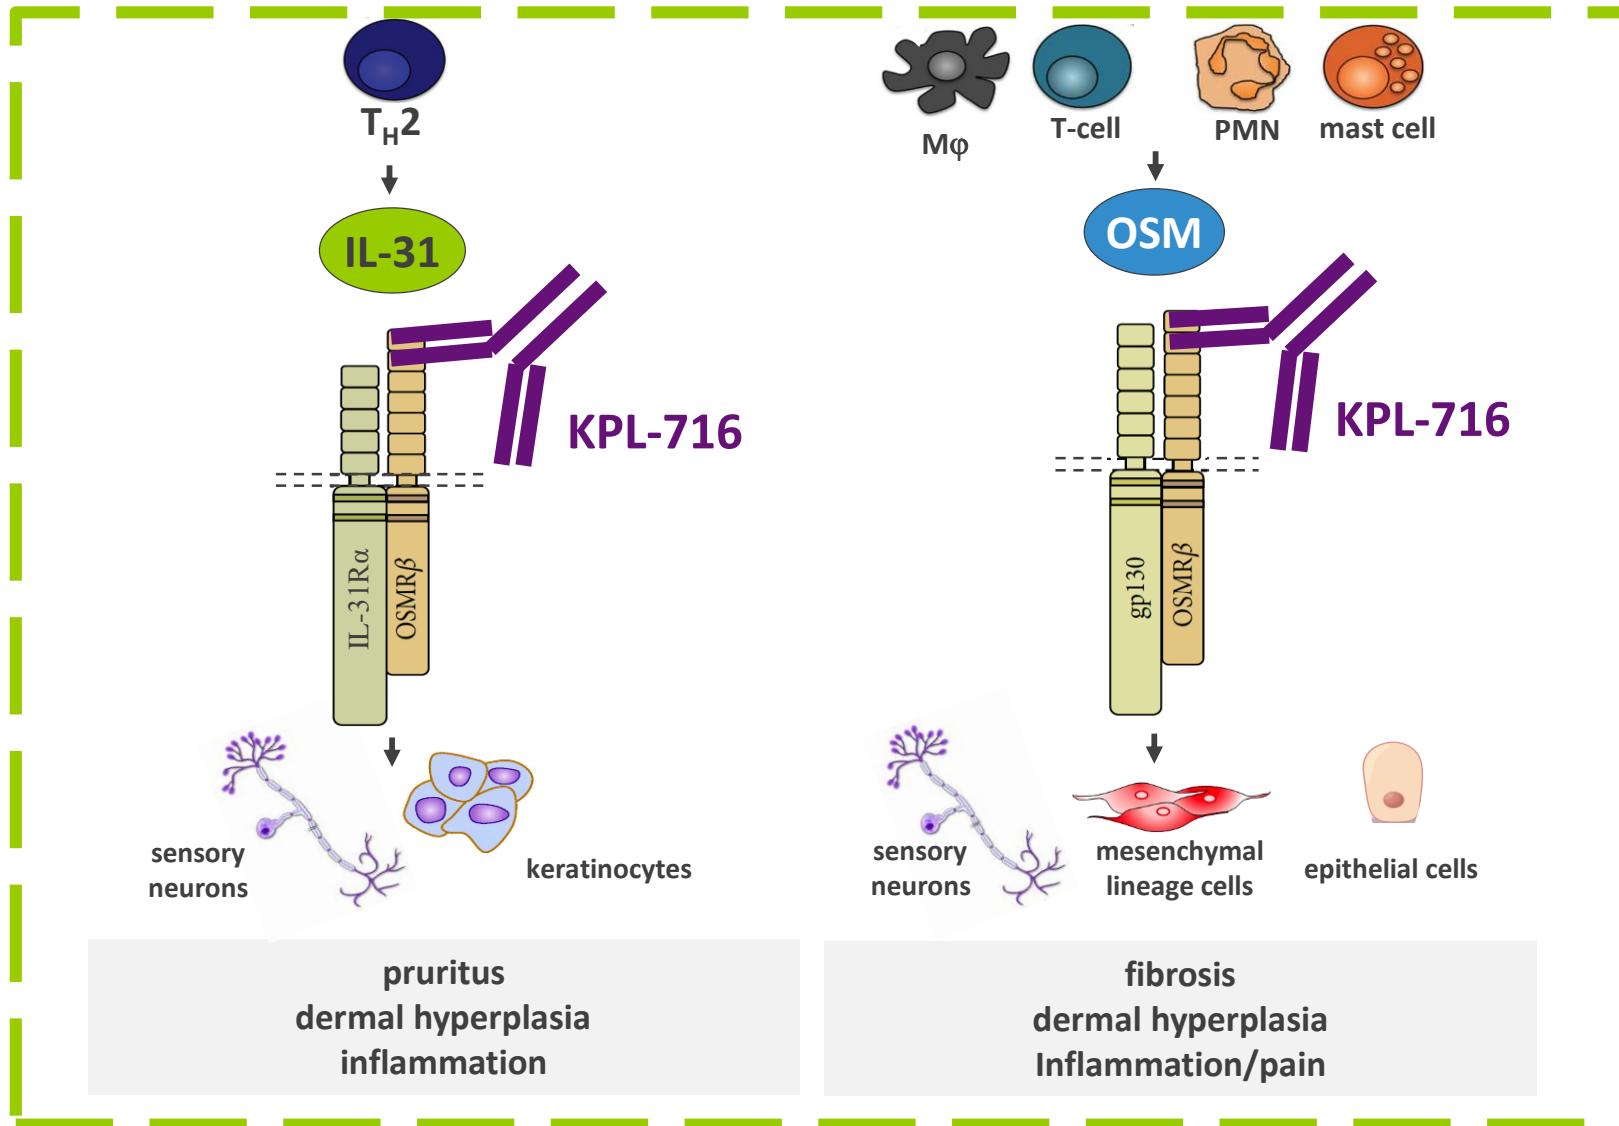 T_H2
IL-31
KPL-716
IL-31Rα
OSMRβ
sensory
neurons
keratinocytes
pruritus
dermal hyperplasia
inflammation
Mφ
T-cell
PMN
mast cell
OSM
KPL-716
gp130
OSMRβ
sensory
neurons
mesenchymal
lineage cells
epithelial cells
fibrosis
dermal hyperplasia
Inflammation/pain